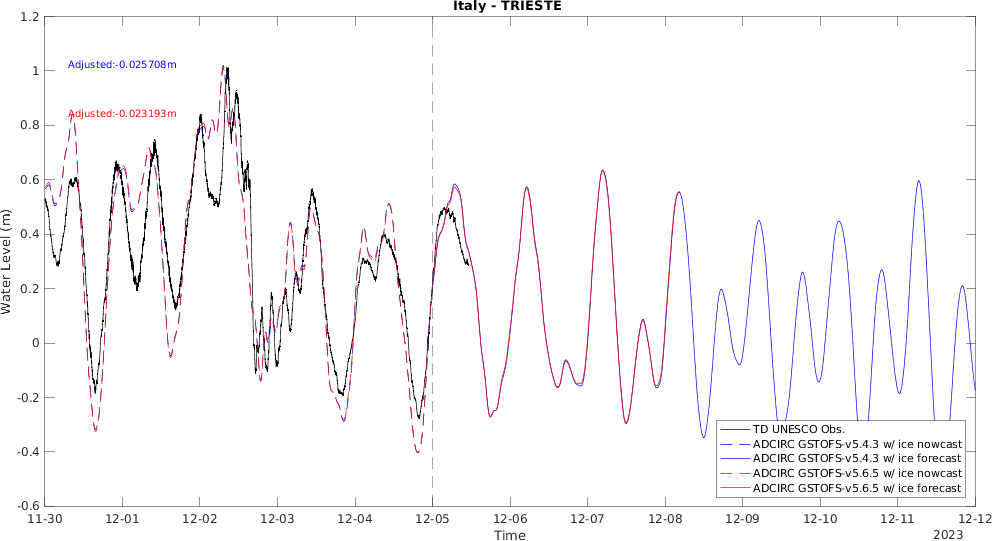 Italy - TRIESTE
Adjusted:-0.025708m
Adjusted:-0.023193m
Water Level (m)
1.2
1
0.8
0.6
0.4
0.2
0
-0.2
-0.4
-0.6
11-30 12-01 12-02 12-03 12-04 12-05 12-06 12-07 12-08 12-09 12-10 12-11 12-12
Time
2023
TD UNESCO Obs.
ADCIRC GSTOFS-v5.4.3 w/ ice nowcast
ADCIRC GSTOFS-v5.4.3 w/ ice forecast
ADCIRC GSTOFS-v5.6.5 w/ ice nowcast
ADCIRC GSTOFS-v5.6.5 w/ ice forecast